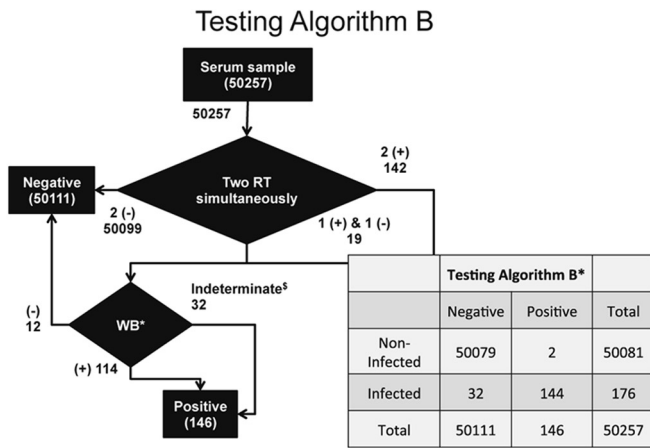 Testing Algorithm B
Serum sample
(50257)
50257
2 (+)
142
Negative
(50111)
Two RT
simultaneously
2 (-)
50099
1 (+) & 1 (-)
19
Indeterminate$
32
(-)
12
WB*
(+) 114
Positive
(146)
Testing Algorithm B*
Negative Positive Total
Non-
Infected 50079 2 50081
Infected 32 144 176
Total 50111 146 50257